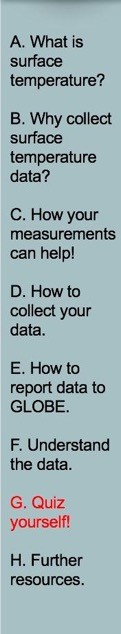 A. What is
surface
temperature?
B. Why collect
surface
temperature
data?
C. How your
measurements
can help!
D. How to
collect your
data.
E. How to
report data to
GLOBE.
F. Understand
the data.
G. Quiz
yourself!
H. Further
resources.